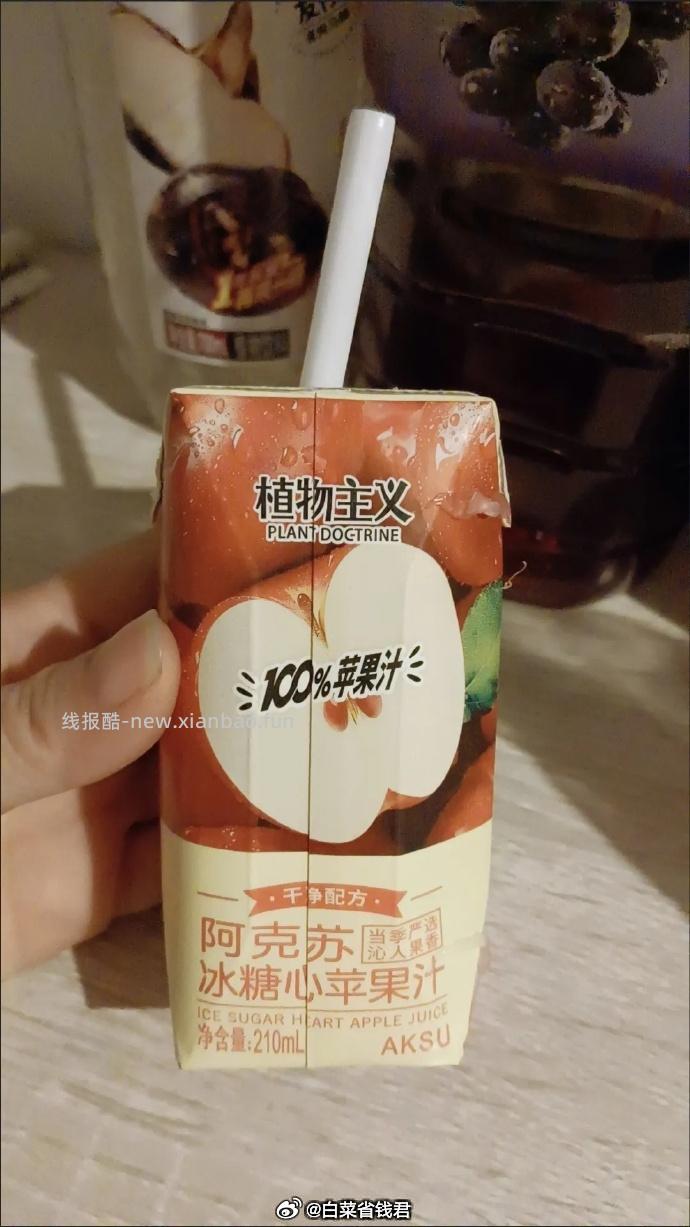 植物主义
PLANT DOCTRINE
100%苹果汁
线报酷-new.xianbao.fun
·干净配方·
阿克苏
当季严选
沁人果香
冰糖心苹果汁
ICE SUGAR HEART APPLE JUICE
净含量:210mL
AKSU
@白菜省钱君